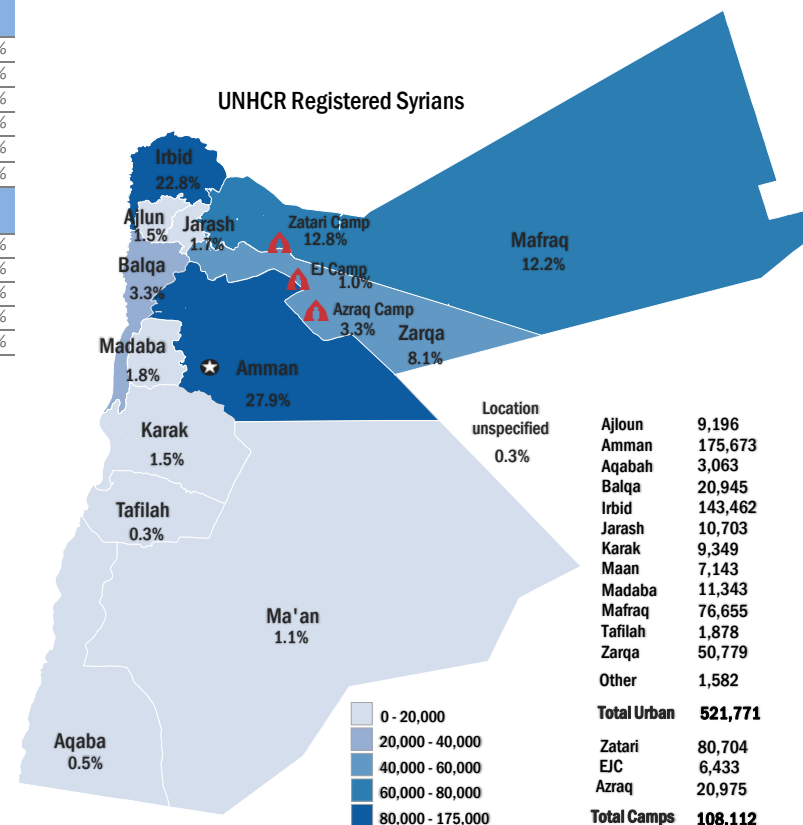 %
%
%
%
%
%
%
%
%
%
%
UNHCR Registered Syrians
Irbid
22.8%
Ajlun
1.5%
Jarash
1.7%
Zatari Camp
12.8%
Mafraq
12.2%
Balqa
3.3%
EJ Camp
1.0%
Azraq Camp
3.3%
Zarqa
8.1%
Madaba
1.8%
Amman
27.9%
Karak
1.5%
Location
unspecified
0.3%
Tafilah
0.3%
Ma'an
1.1%
Aqaba
0.5%
0 - 20,000
20,000 - 40,000
40,000 - 60,000
60,000 - 80,000
80,000 - 175,000
Ajloun 9,196
Amman 175,673
Aqabah 3,063
Balqa 20,945
Irbid 143,462
Jarash 10,703
Karak 9,349
Maan 7,143
Madaba 11,343
Mafraq 76,655
Tafilah 1,878
Zarqa 50,779
Other 1,582
Total Urban 521,771
Zatari 80,704
EJC 6,433
Azraq 20,975
Total Camps 108,112